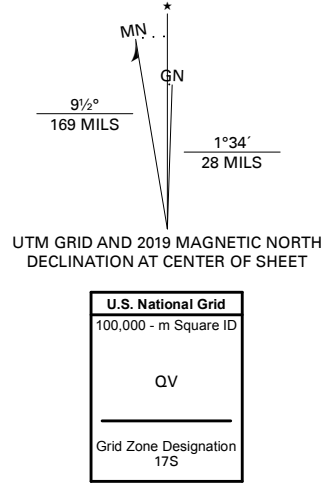 ★
MN
GN
9½°
169 MILS
1°34´
28 MILS
UTM GRID AND 2019 MAGNETIC NORTH
DECLINATION AT CENTER OF SHEET
U.S. National Grid
100,000 - m Square ID
QV
Grid Zone Designation
17S